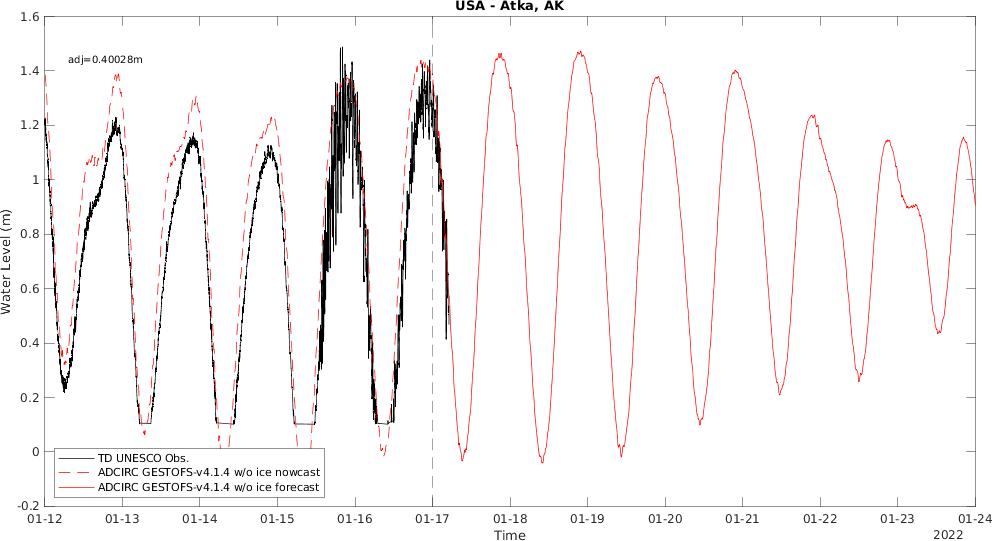 USA - Atka, AK
adj=0.40028m
1.6
1.4
1.2
1
0.8
0.6
0.4
0.2
0
-0.2
Water Level (m)
TD UNESCO Obs.
ADCIRC GESTOFS-v4.1.4 w/o ice nowcast
ADCIRC GESTOFS-v4.1.4 w/o ice forecast
01-12 01-13 01-14 01-15 01-16 01-17 01-18 01-19 01-20 01-21 01-22 01-23 01-24
Time
2022